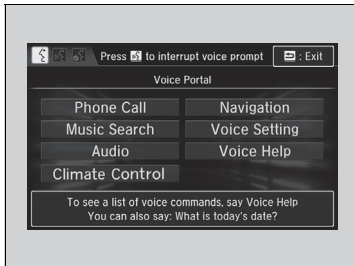 Press to interrupt voice prompt
: Exit
Voice Portal
Phone Call
Navigation
Music Search
Voice Setting
Audio
Voice Help
Climate Control
To see a list of voice commands, say Voice Help
You can also say: What is today's date?